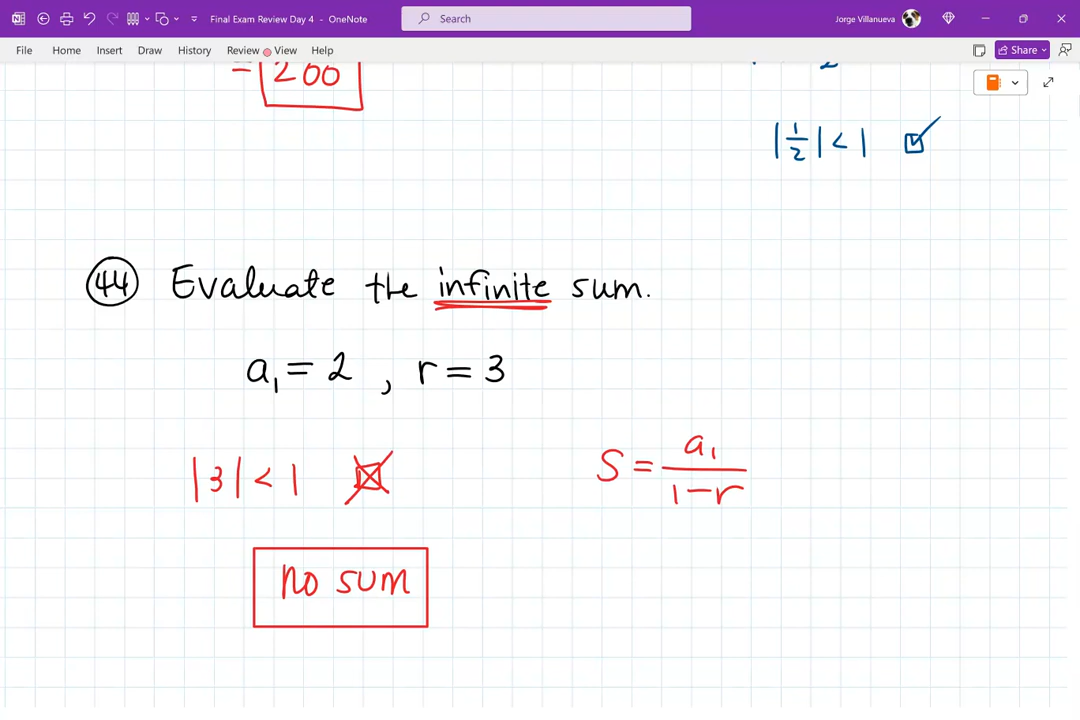 Final Exam Review Day 4 - OneNote
Search
Jorge Villanueva
File Home Insert Draw History Review View Help
Share
= 200
|1/2| < 1
44 Evaluate the infinite sum.
a₁ = 2 , r = 3
|3| < 1
S = a₁/(1-r)
no sum